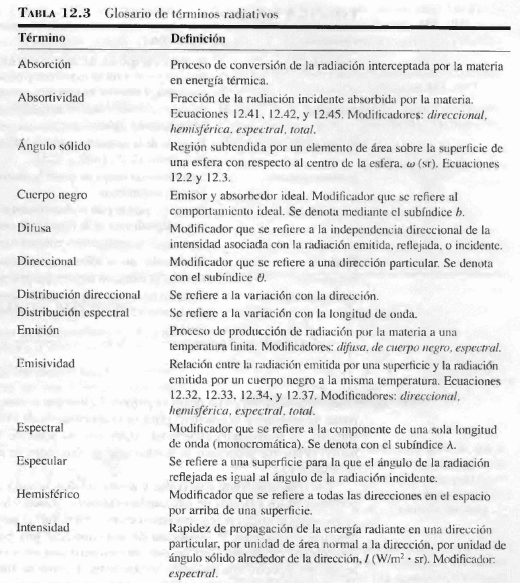 TABLA 12.3 Glosario de términos radiativos
Término Definición
Absorción Proceso de conversión de la radiación interceptada por la materia
en energía térmica.
Absortividad Fracción de la radiación incidente absorbida por la materia.
Ecuaciones 12.41, 12.42, y 12.45. Modificadores: direccional,
hemisférica, espectral, total.
Ángulo sólido Región subtendida por un elemento de área sobre la superficie de
una esfera con respecto al centro de la esfera, ω (sr). Ecuaciones
12.2 y 12.3.
Cuerpo negro Emisor y absorbedor ideal. Modificador que se refiere al
comportamiento ideal. Se denota mediante el subíndice b.
Difusa Modificador que se refiere a la independencia direccional de la
intensidad asociada con la radiación emitida, reflejada, o incidente.
Direccional Modificador que se refiere a una dirección particular. Se denota
con el subíndice θ.
Distribución direccional Se refiere a la variación con la dirección.
Distribución espectral Se refiere a la variación con la longitud de onda.
Emisión Proceso de producción de radiación por la materia a una
temperatura finita. Modificadores: difusa, de cuerpo negro, espectral.
Emisividad Relación entre la radiación emitida por una superficie y la radiación
emitida por un cuerpo negro a la misma temperatura. Ecuaciones
12.32, 12.33, 12.34, y 12.37. Modificadores: direccional,
hemisférica, espectral, total.
Espectral Modificador que se refiere a la componente de una sola longitud
de onda (monocromática). Se denota con el subíndice λ.
Especular Se refiere a una superficie para la que el ángulo de la radiación
reflejada es igual al ángulo de la radiación incidente.
Hemisférico Modificador que se refiere a todas las direcciones en el espacio
por arriba de una superficie.
Intensidad Rapidez de propagación de la energía radiante en una dirección
particular, por unidad de área normal a la dirección, por unidad de
ángulo sólido alrededor de la dirección, I (W/m² · sr). Modificador:
espectral.